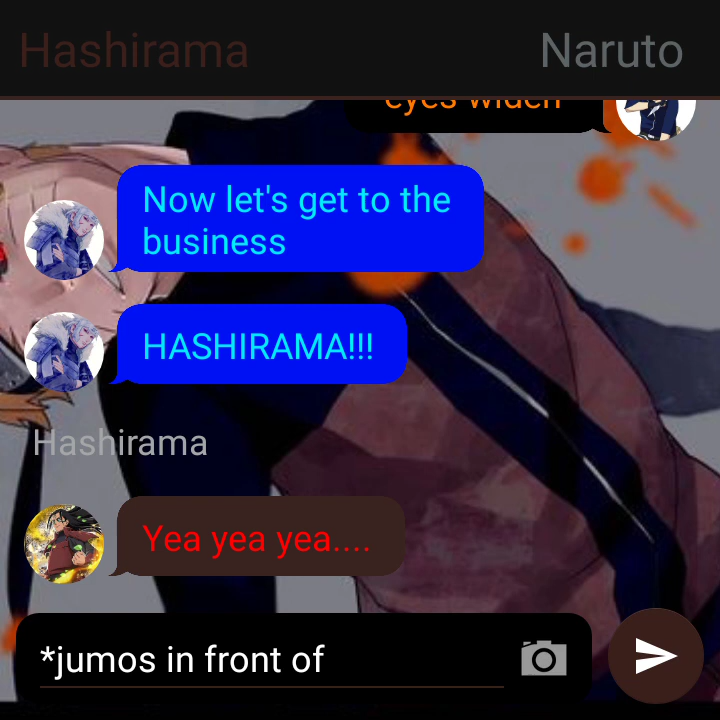 Hashirama
Naruto
eyes widen
Now let's get to the
business
HASHIRAMA!!!
Hashirama
Yea yea yea....
*jumos in front of